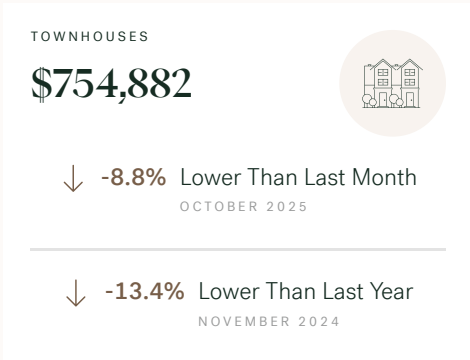 TOWNHOUSES
$754,882
-8.8% Lower Than Last Month
OCTOBER 2025
-13.4% Lower Than Last Year
NOVEMBER 2024